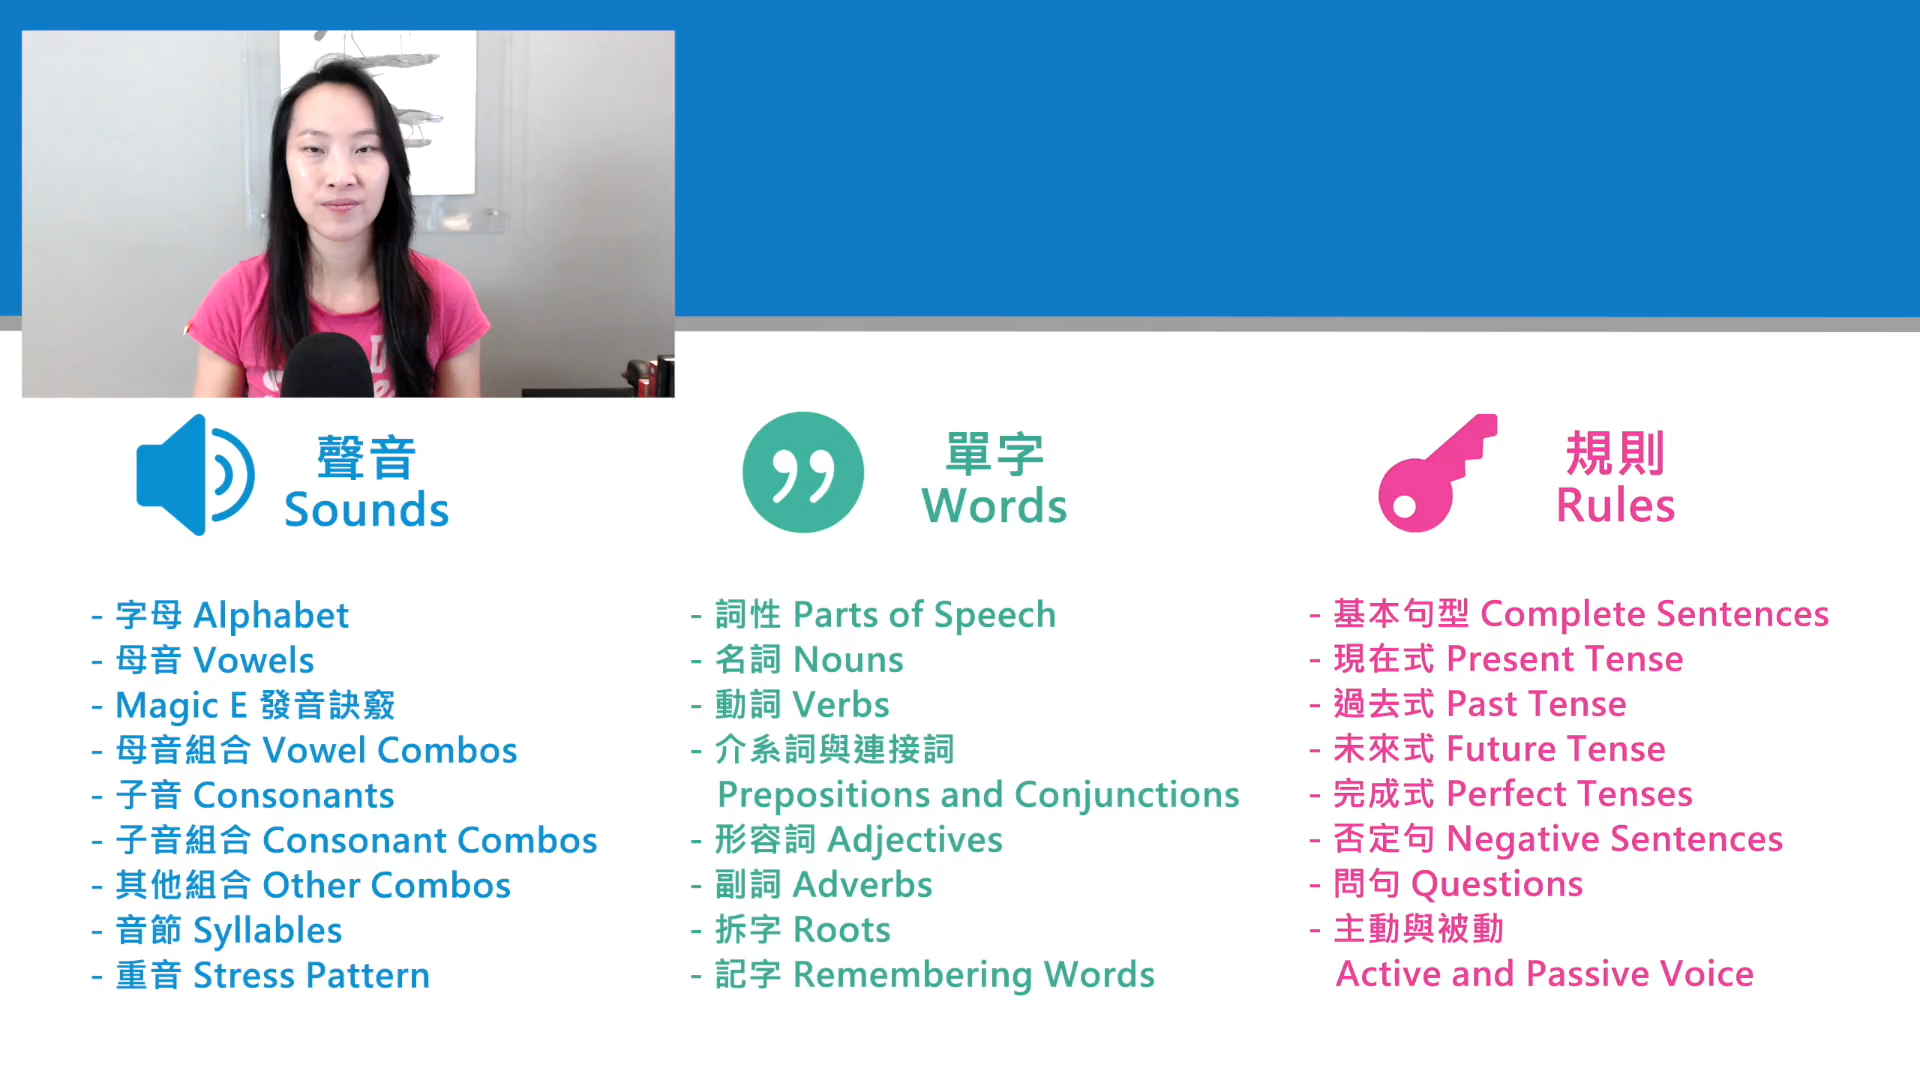 聲音
Sounds
- 字母 Alphabet
- 母音 Vowels
- Magic E 發音訣竅
- 母音組合 Vowel Combos
- 子音 Consonants
- 子音組合 Consonant Combos
- 其他組合 Other Combos
- 音節 Syllables
- 重音 Stress Pattern
單字
Words
- 詞性 Parts of Speech
- 名詞 Nouns
- 動詞 Verbs
- 介系詞與連接詞
Prepositions and Conjunctions
- 形容詞 Adjectives
- 副詞 Adverbs
- 拆字 Roots
- 記字 Remembering Words
規則
Rules
- 基本句型 Complete Sentences
- 現在式 Present Tense
- 過去式 Past Tense
- 未來式 Future Tense
- 完成式 Perfect Tenses
- 否定句 Negative Sentences
- 問句 Questions
- 主動與被動
Active and Passive Voice